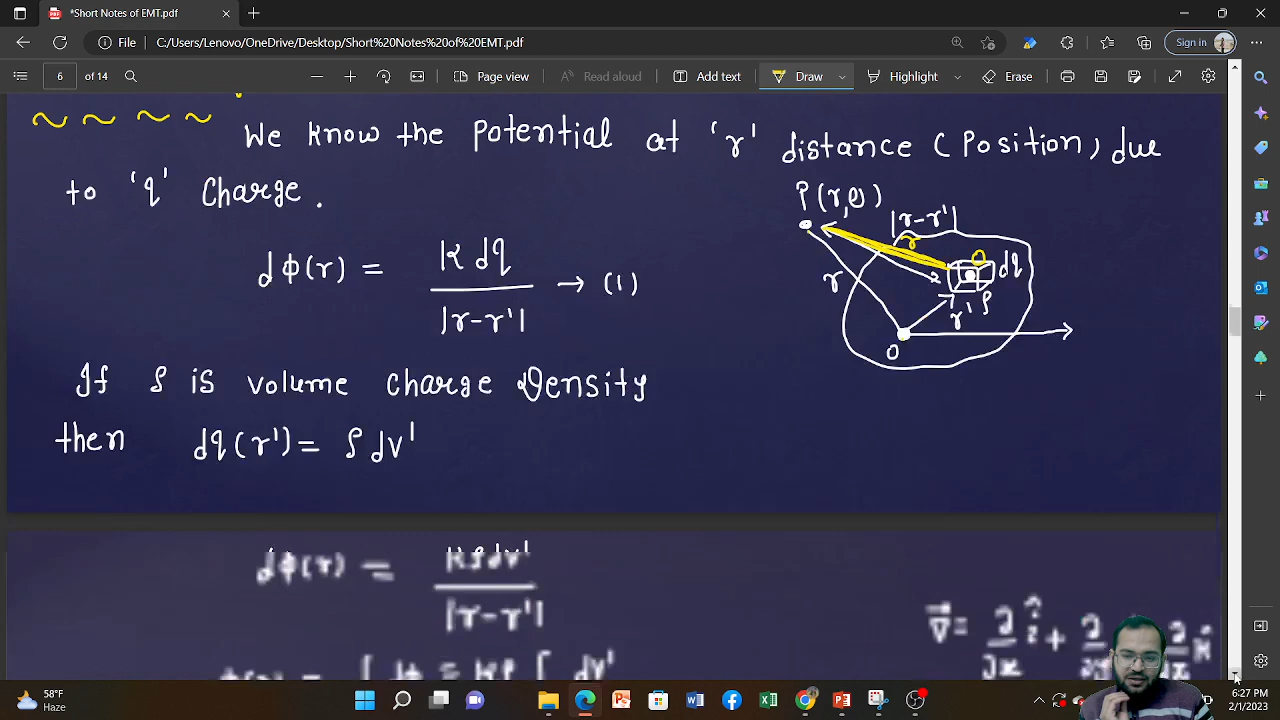 *Short Notes of EMT.pdf
File C:/Users/Lenovo/OneDrive/Desktop/Short%20Notes%20of%20EMT.pdf Sign in
6 of 14 Page view Read aloud Add text Draw Highlight Erase
We know the Potential at 'r' distance (Position) due
to 'q' Charge.
P(r,θ)
|r-r'|
r
dq
r
r' ρ
O
dφ(r) = K dq / |r-r'| → (1)
If ρ is volume charge Density
then dq(r') = ρ dv'
dφ(r) = Kρdv' / |r-r'|
58°F
Haze
6:27 PM
2/1/2023